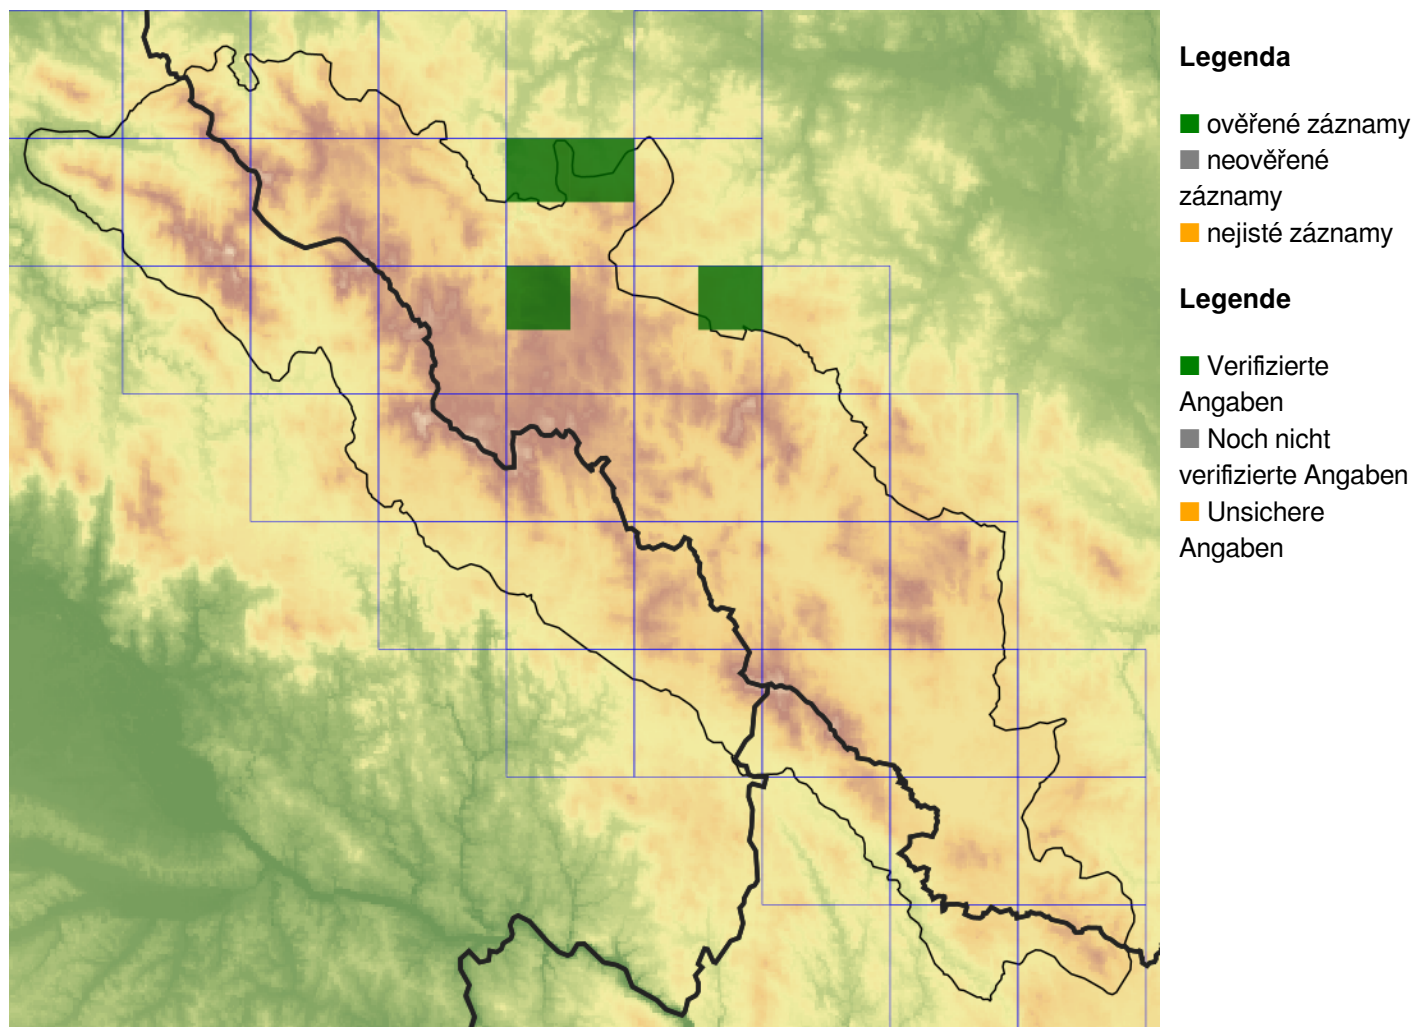 Legenda
ověřené záznamy
neověřené
záznamy
nejisté záznamy
Legende
Verifizierte
Angaben
Noch nicht
verifizierte Angaben
Unsichere
Angaben